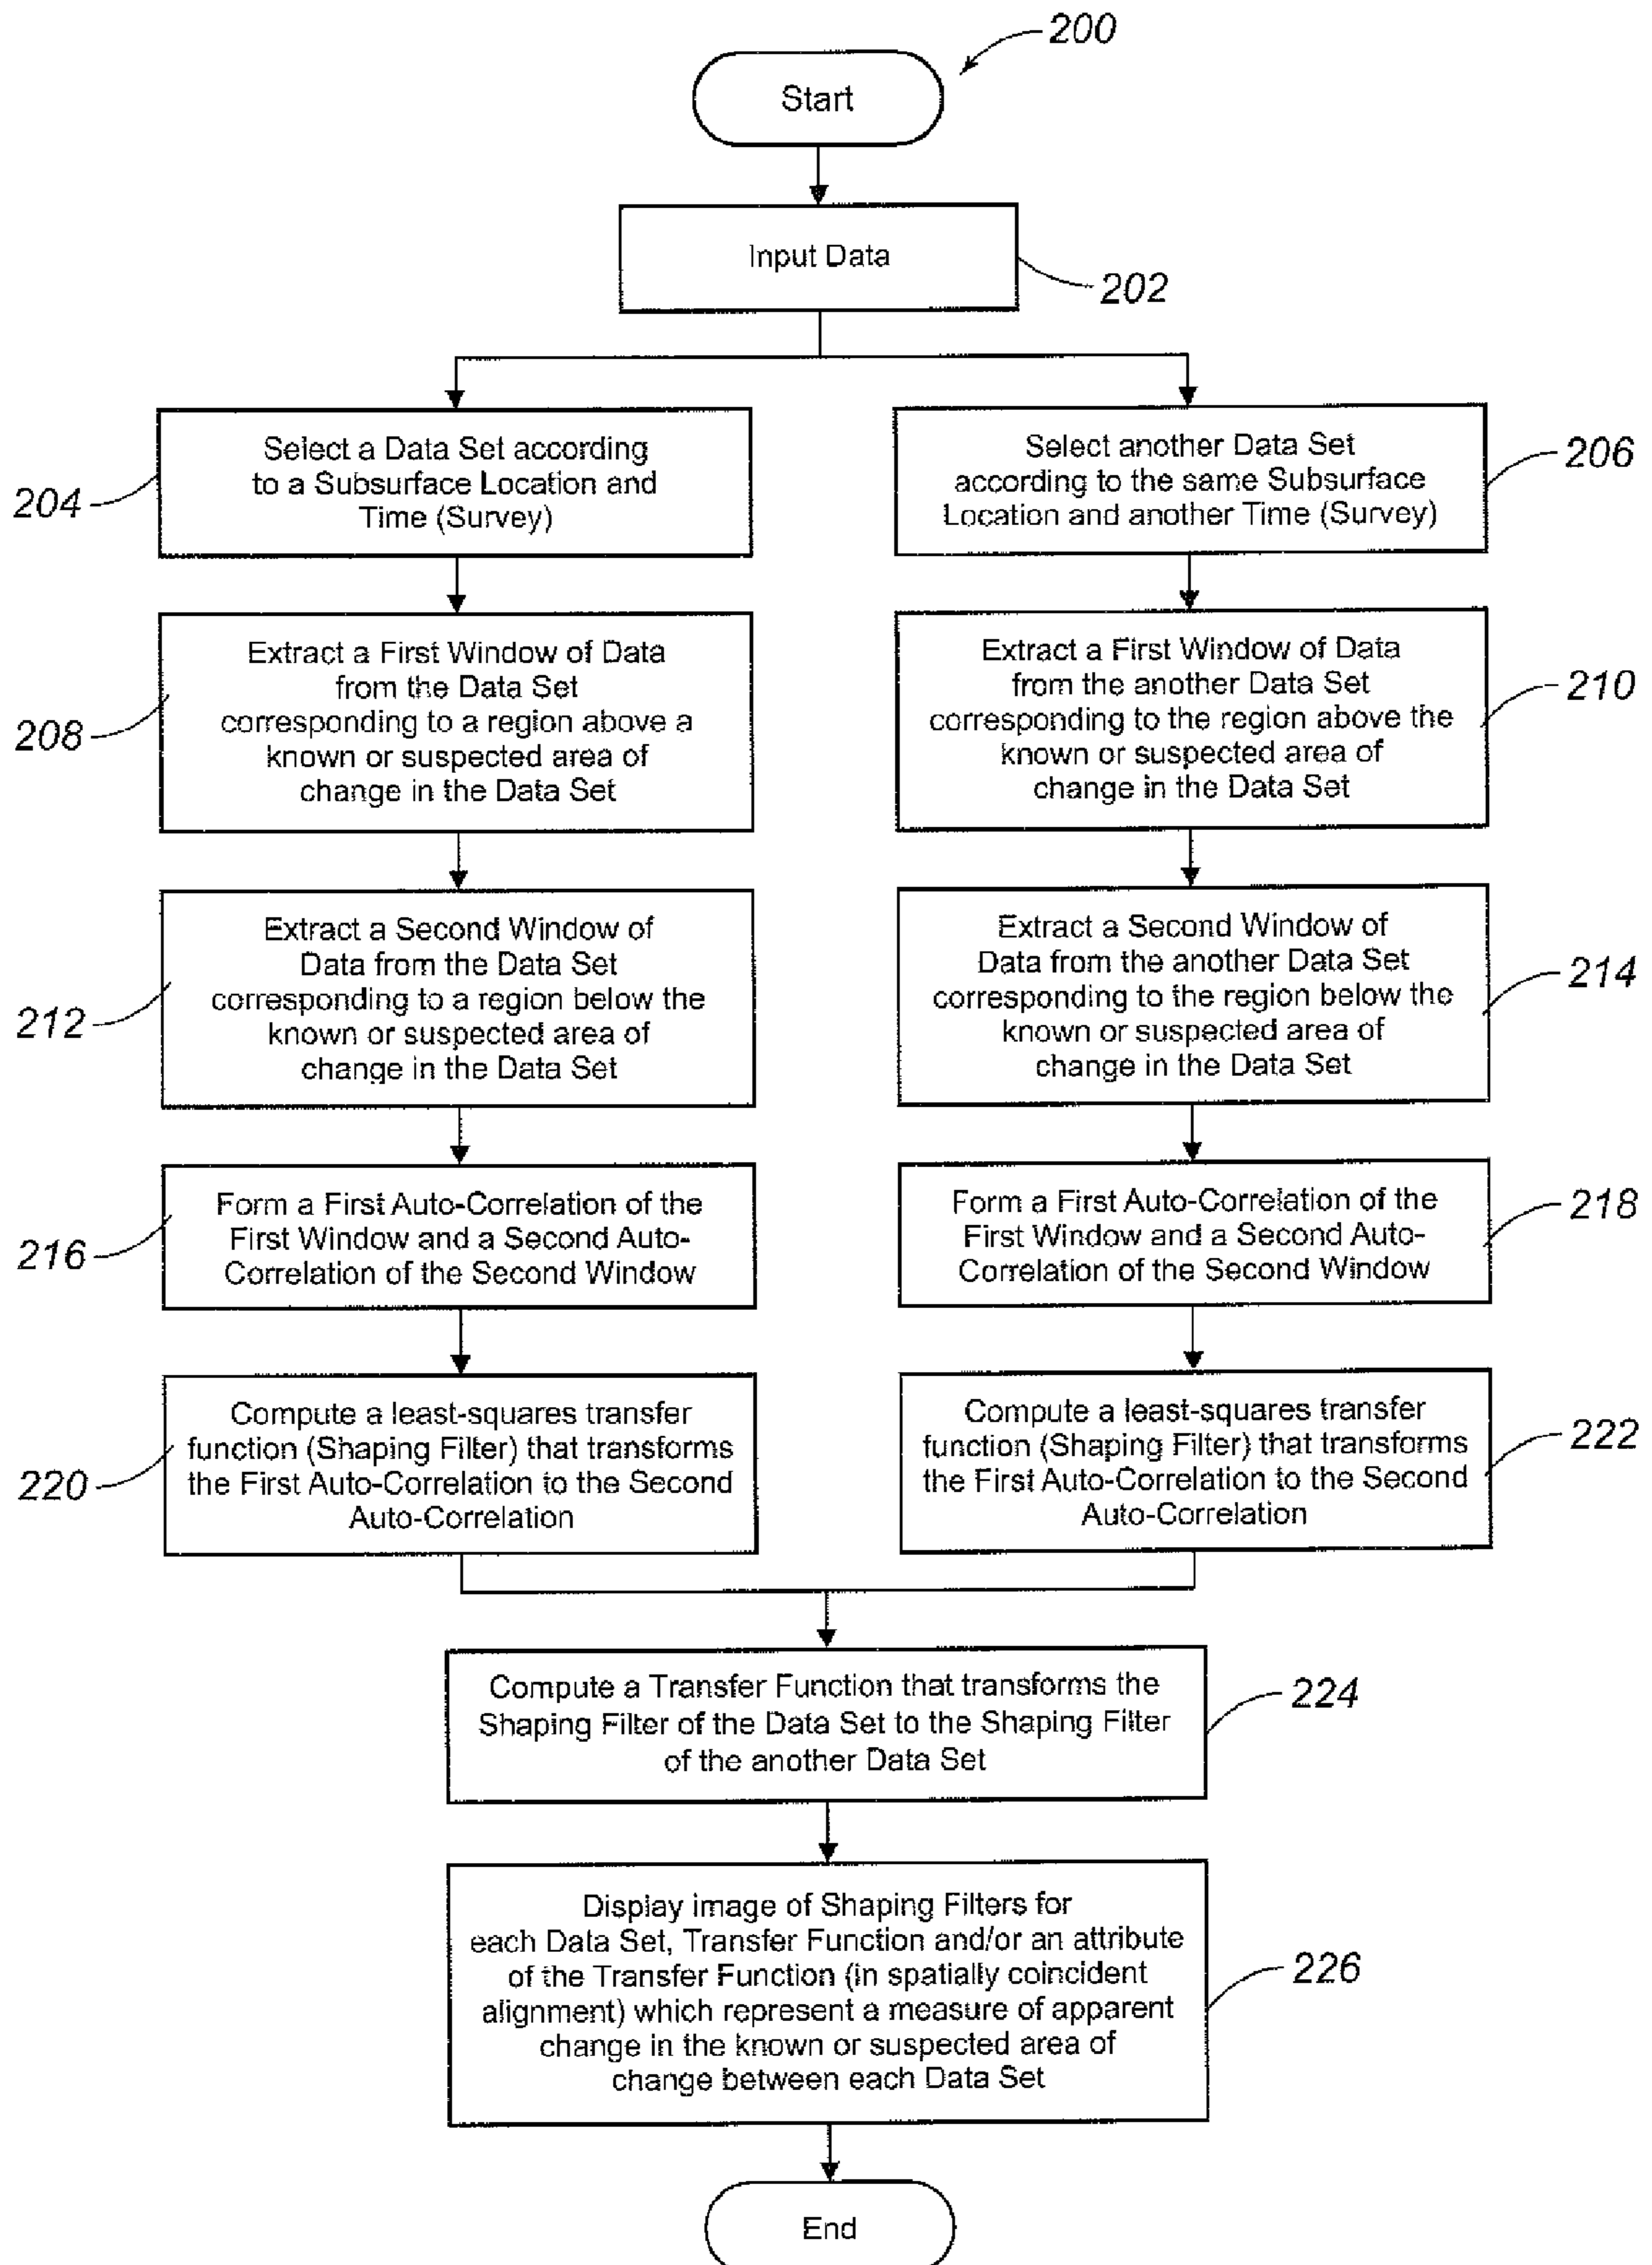 200
Start
Input Data
202
Select a Data Set according
to a Subsurface Location and
Time (Survey)
204
Select another Data Set
according to the same Subsurface
Location and another Time (Survey)
206
Extract a First Window of Data
from the Data Set
corresponding to a region above a
known or suspected area of
change in the Data Set
208
Extract a First Window of Data
from the another Data Set
corresponding to the region above the
known or suspected area of
change in the Data Set
210
Extract a Second Window of
Data from the Data Set
corresponding to a region below the
known or suspected area of
change in the Data Set
212
Extract a Second Window of
Data from the another Data Set
corresponding to the region below the
known or suspected area of
change in the Data Set
214
Form a First Auto-Correlation of the
First Window and a Second Auto-
Correlation of the Second Window
216
Form a First Auto-Correlation of the
First Window and a Second Auto-
Correlation of the Second Window
218
Compute a least-squares transfer
function (Shaping Filter) that transforms
the First Auto-Correlation to the Second
Auto-Correlation
220
Compute a least-squares transfer
function (Shaping Filter) that transforms
the First Auto-Correlation to the Second
Auto-Correlation
222
Compute a Transfer Function that transforms the
Shaping Filter of the Data Set to the Shaping Filter
of the another Data Set
224
Display image of Shaping Filters for
each Data Set, Transfer Function and/or an attribute
of the Transfer Function (in spatially coincident
alignment) which represent a measure of apparent
change in the known or suspected area of
change between each Data Set
226
End